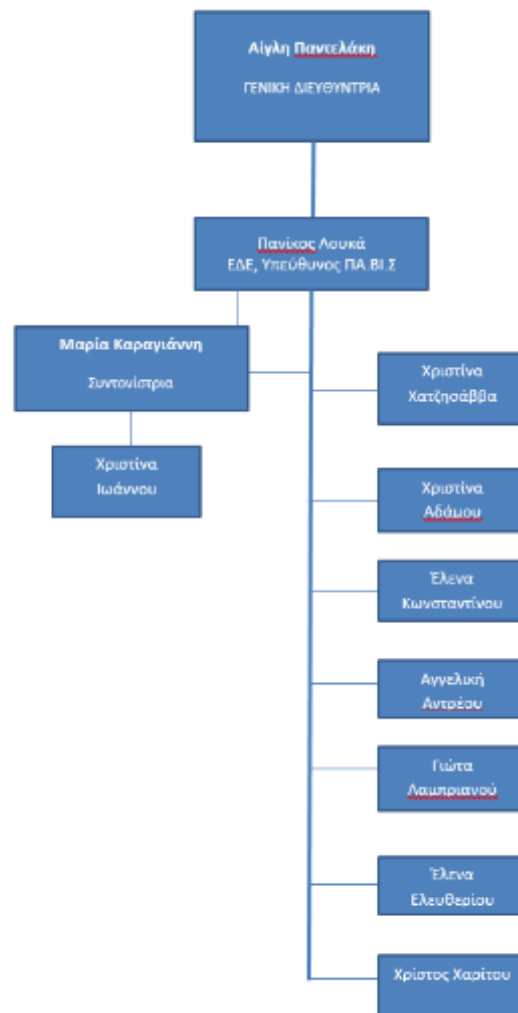 Αίγλη Παντελάκη
ΓΕΝΙΚΗ ΔΙΕΥΘΥΝΤΡΙΑ
Πανίκος Λουκά
ΕΔΕ, Υπεύθυνος ΠΑ.ΒΙ.Σ
Μαρία Καραγιάννη
Συντονίστρια
Χριστίνα
Ιωάννου
Χριστίνα
Χατζησάββα
Χριστίνα
Αδάμου
Έλενα
Κωνσταντίνου
Αγγελική
Αντρέου
Γιώτα
Λαμπριανού
Έλενα
Ελευθερίου
Χρίστος Χαρίτου